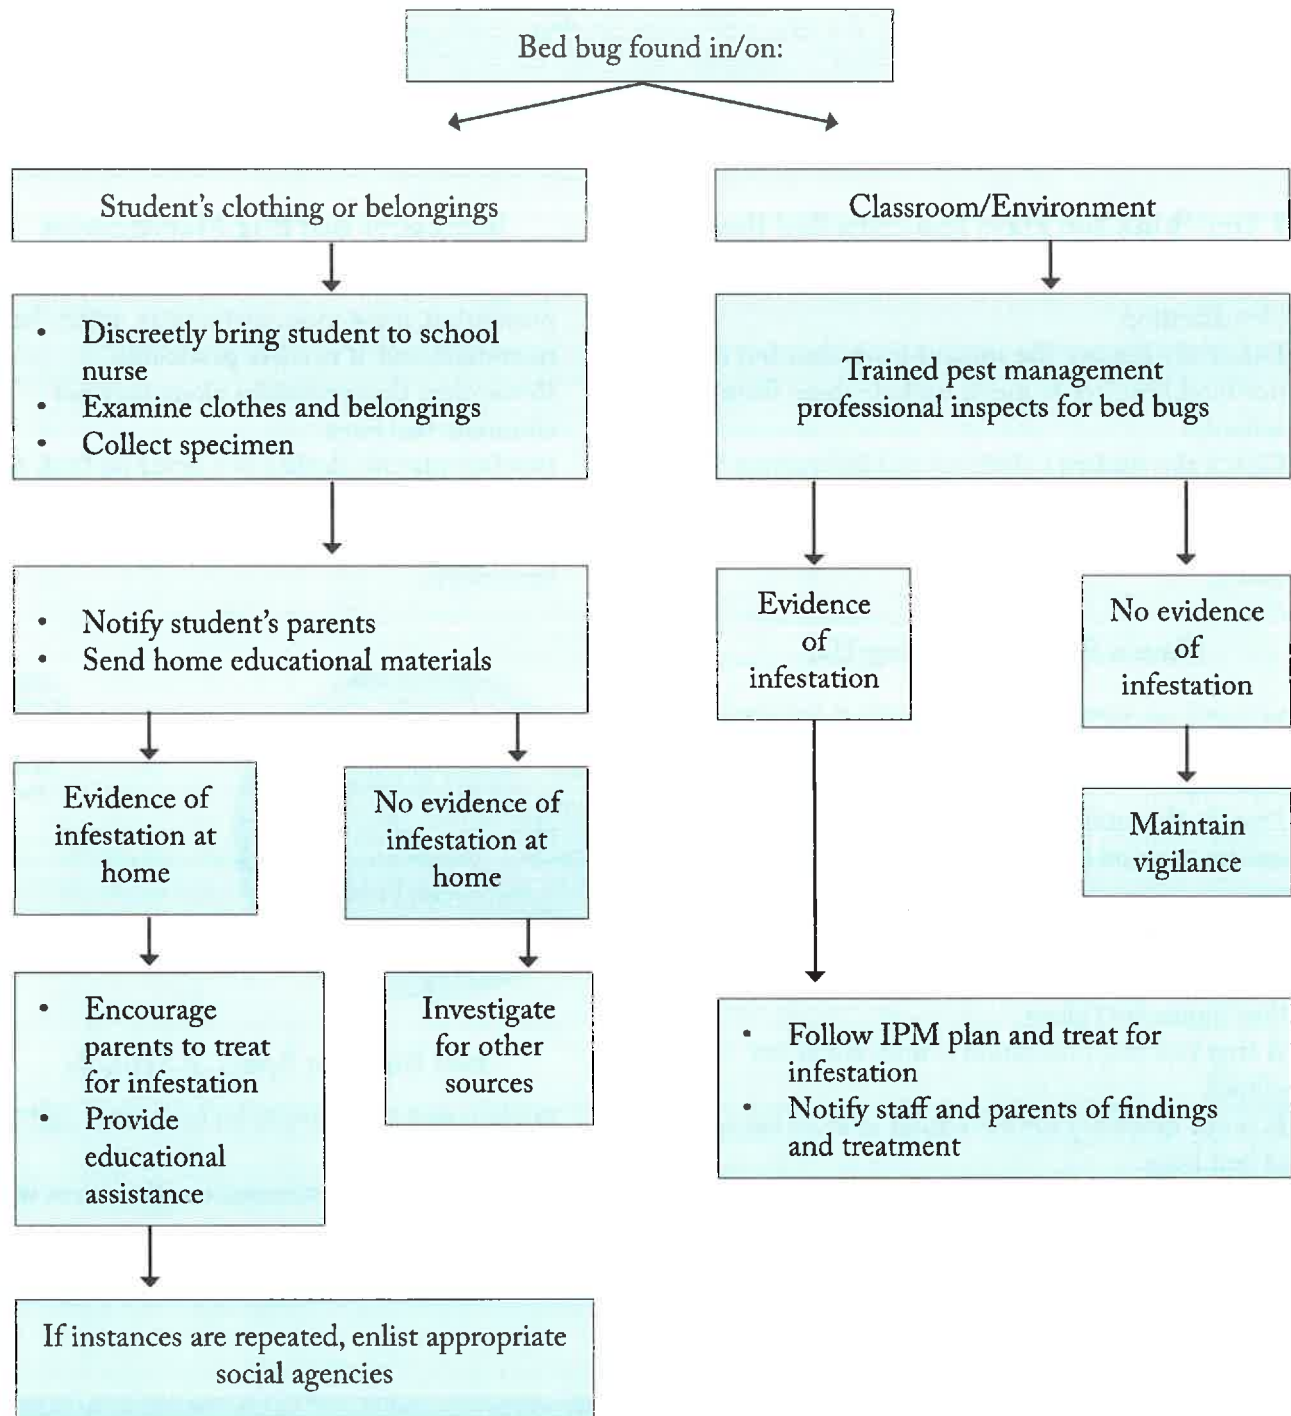 Bed bug found in/on:
Student's clothing or belongings
• Discreetly bring student to school
nurse
• Examine clothes and belongings
• Collect specimen
• Notify student's parents
• Send home educational materials
Evidence of
infestation at
home
No evidence of
infestation at
home
• Encourage
parents to treat
for infestation
• Provide
educational
assistance
Investigate
for other
sources
If instances are repeated, enlist appropriate
social agencies
Classroom/Environment
Trained pest management
professional inspects for bed bugs
Evidence
of
infestation
No evidence
of
infestation
Maintain
vigilance
• Follow IPM plan and treat for
infestation
• Notify staff and parents of findings
and treatment